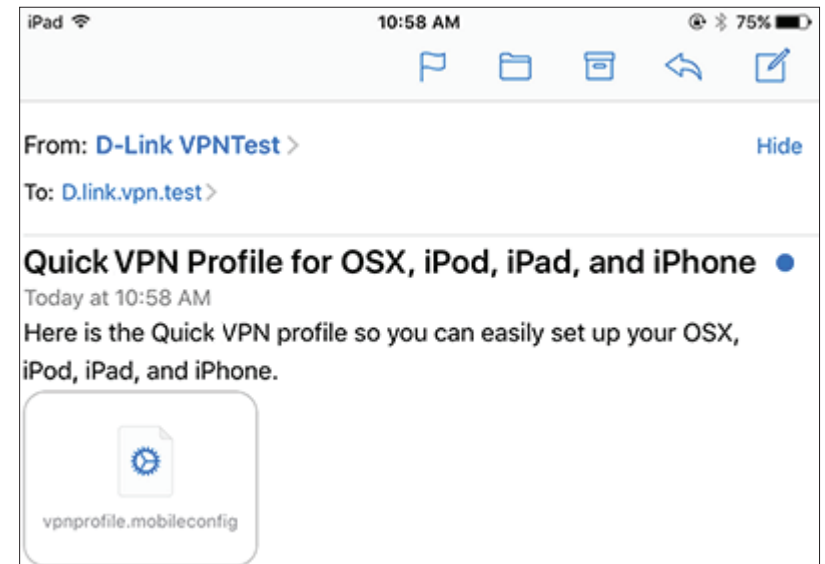 iPad 10:58 AM 75%
From: D-Link VPNTest Hide
To: D.link.vpn.test
Quick VPN Profile for OSX, iPod, iPad, and iPhone
Today at 10:58 AM
Here is the Quick VPN profile so you can easily set up your OSX,
iPod, iPad, and iPhone.
vpnprofile.mobileconfig